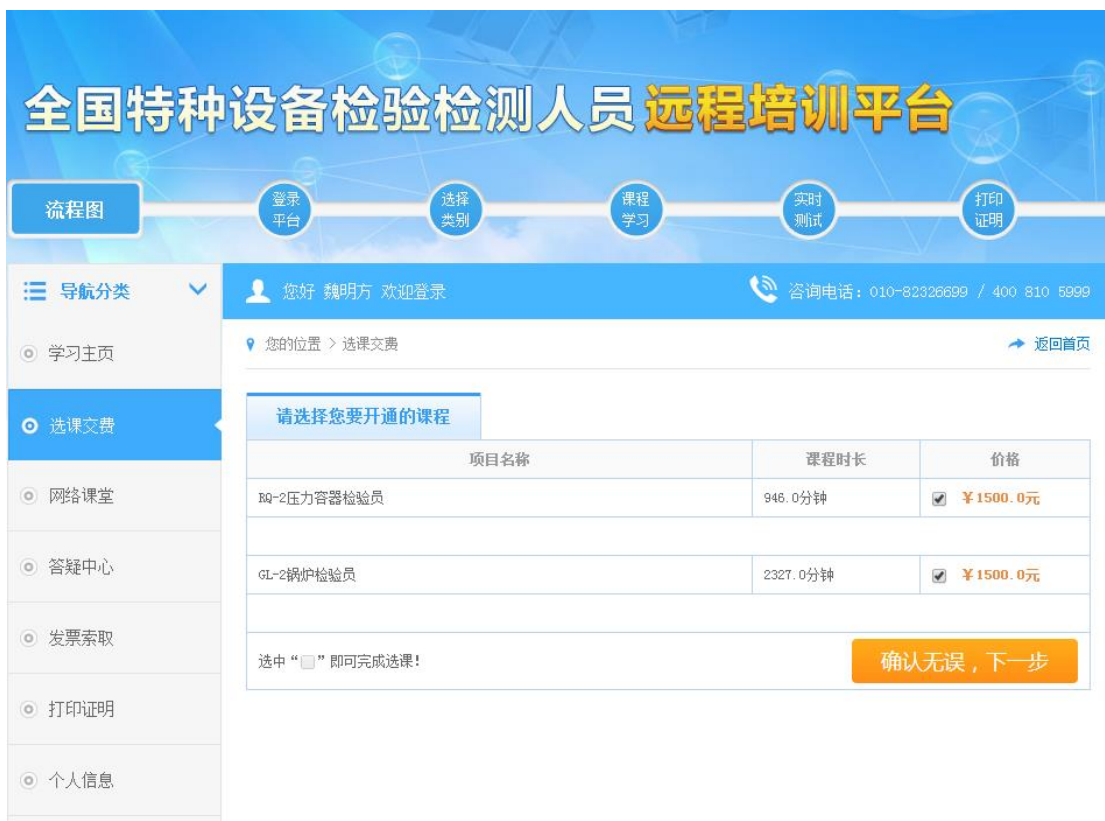 全国特种设备检验检测人员远程培训平台
流程图
登录
平台
选择
类别
课程
学习
实时
测试
打印
证明
导航分类
您好 魏明方 欢迎登录
咨询电话：010-82326699 / 400 810 5999
学习主页
您的位置 > 选课交费
返回首页
选课交费
请选择您要开通的课程
项目名称 课程时长 价格
RQ-2压力容器检验员 946.0分钟 ￥1500.0元
网络课堂
GL-2锅炉检验员 2327.0分钟 ￥1500.0元
答疑中心
发票索取
选中“ ”即可完成选课!
确认无误，下一步
打印证明
个人信息